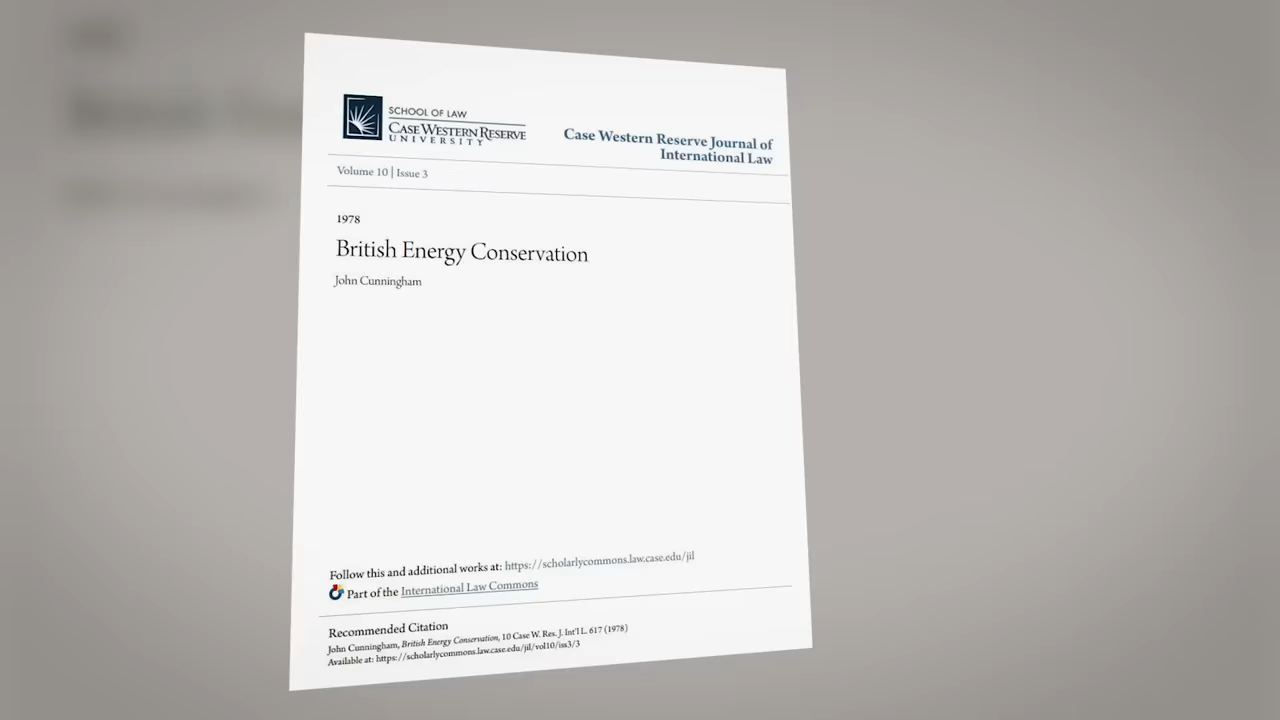 SCHOOL OF LAW
CASE WESTERN RESERVE
UNIVERSITY
Case Western Reserve Journal of
International Law
Volume 10 | Issue 3
1978
British Energy Conservation
John Cunningham
Follow this and additional works at: https://scholarlycommons.law.case.edu/jil
Part of the International Law Commons
Recommended Citation
John Cunningham, British Energy Conservation, 10 Case W. Res. J. Int'l L. 617 (1978)
Available at: https://scholarlycommons.law.case.edu/jil/vol10/iss3/3